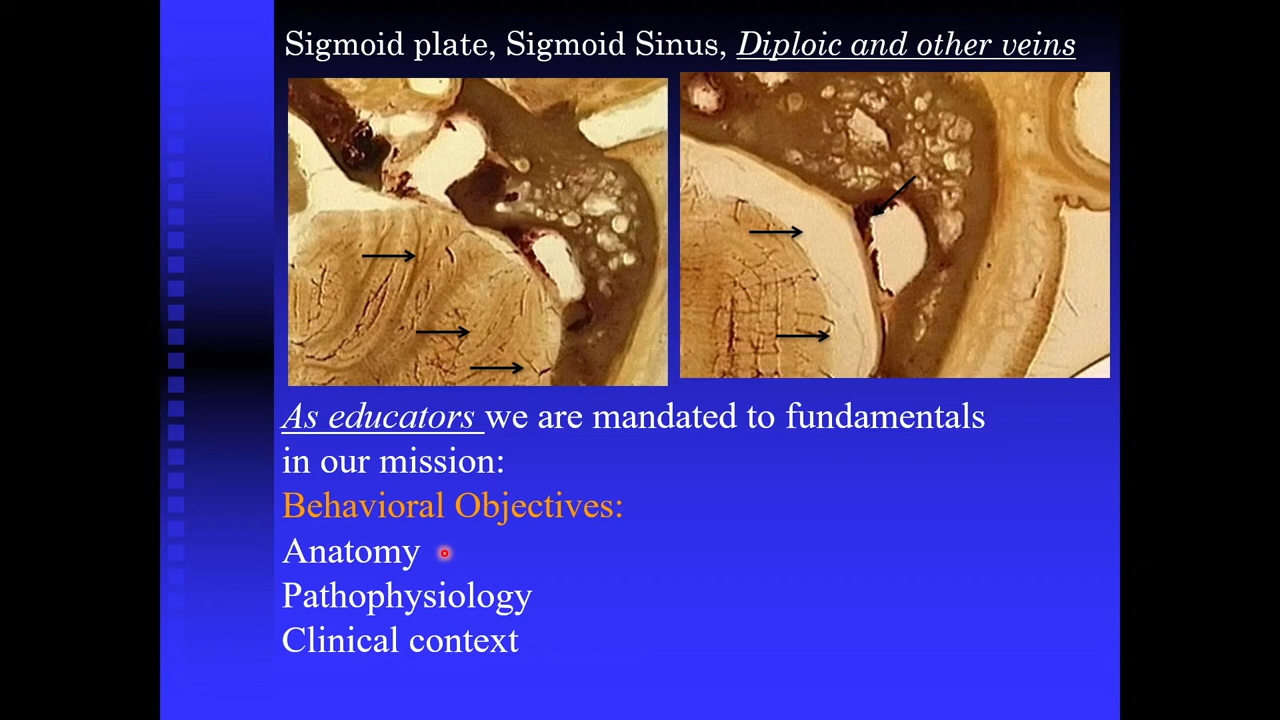 Sigmoid plate, Sigmoid Sinus, Diploic and other veins
As educators we are mandated to fundamentals
in our mission:
Behavioral Objectives:
Anatomy
Pathophysiology
Clinical context